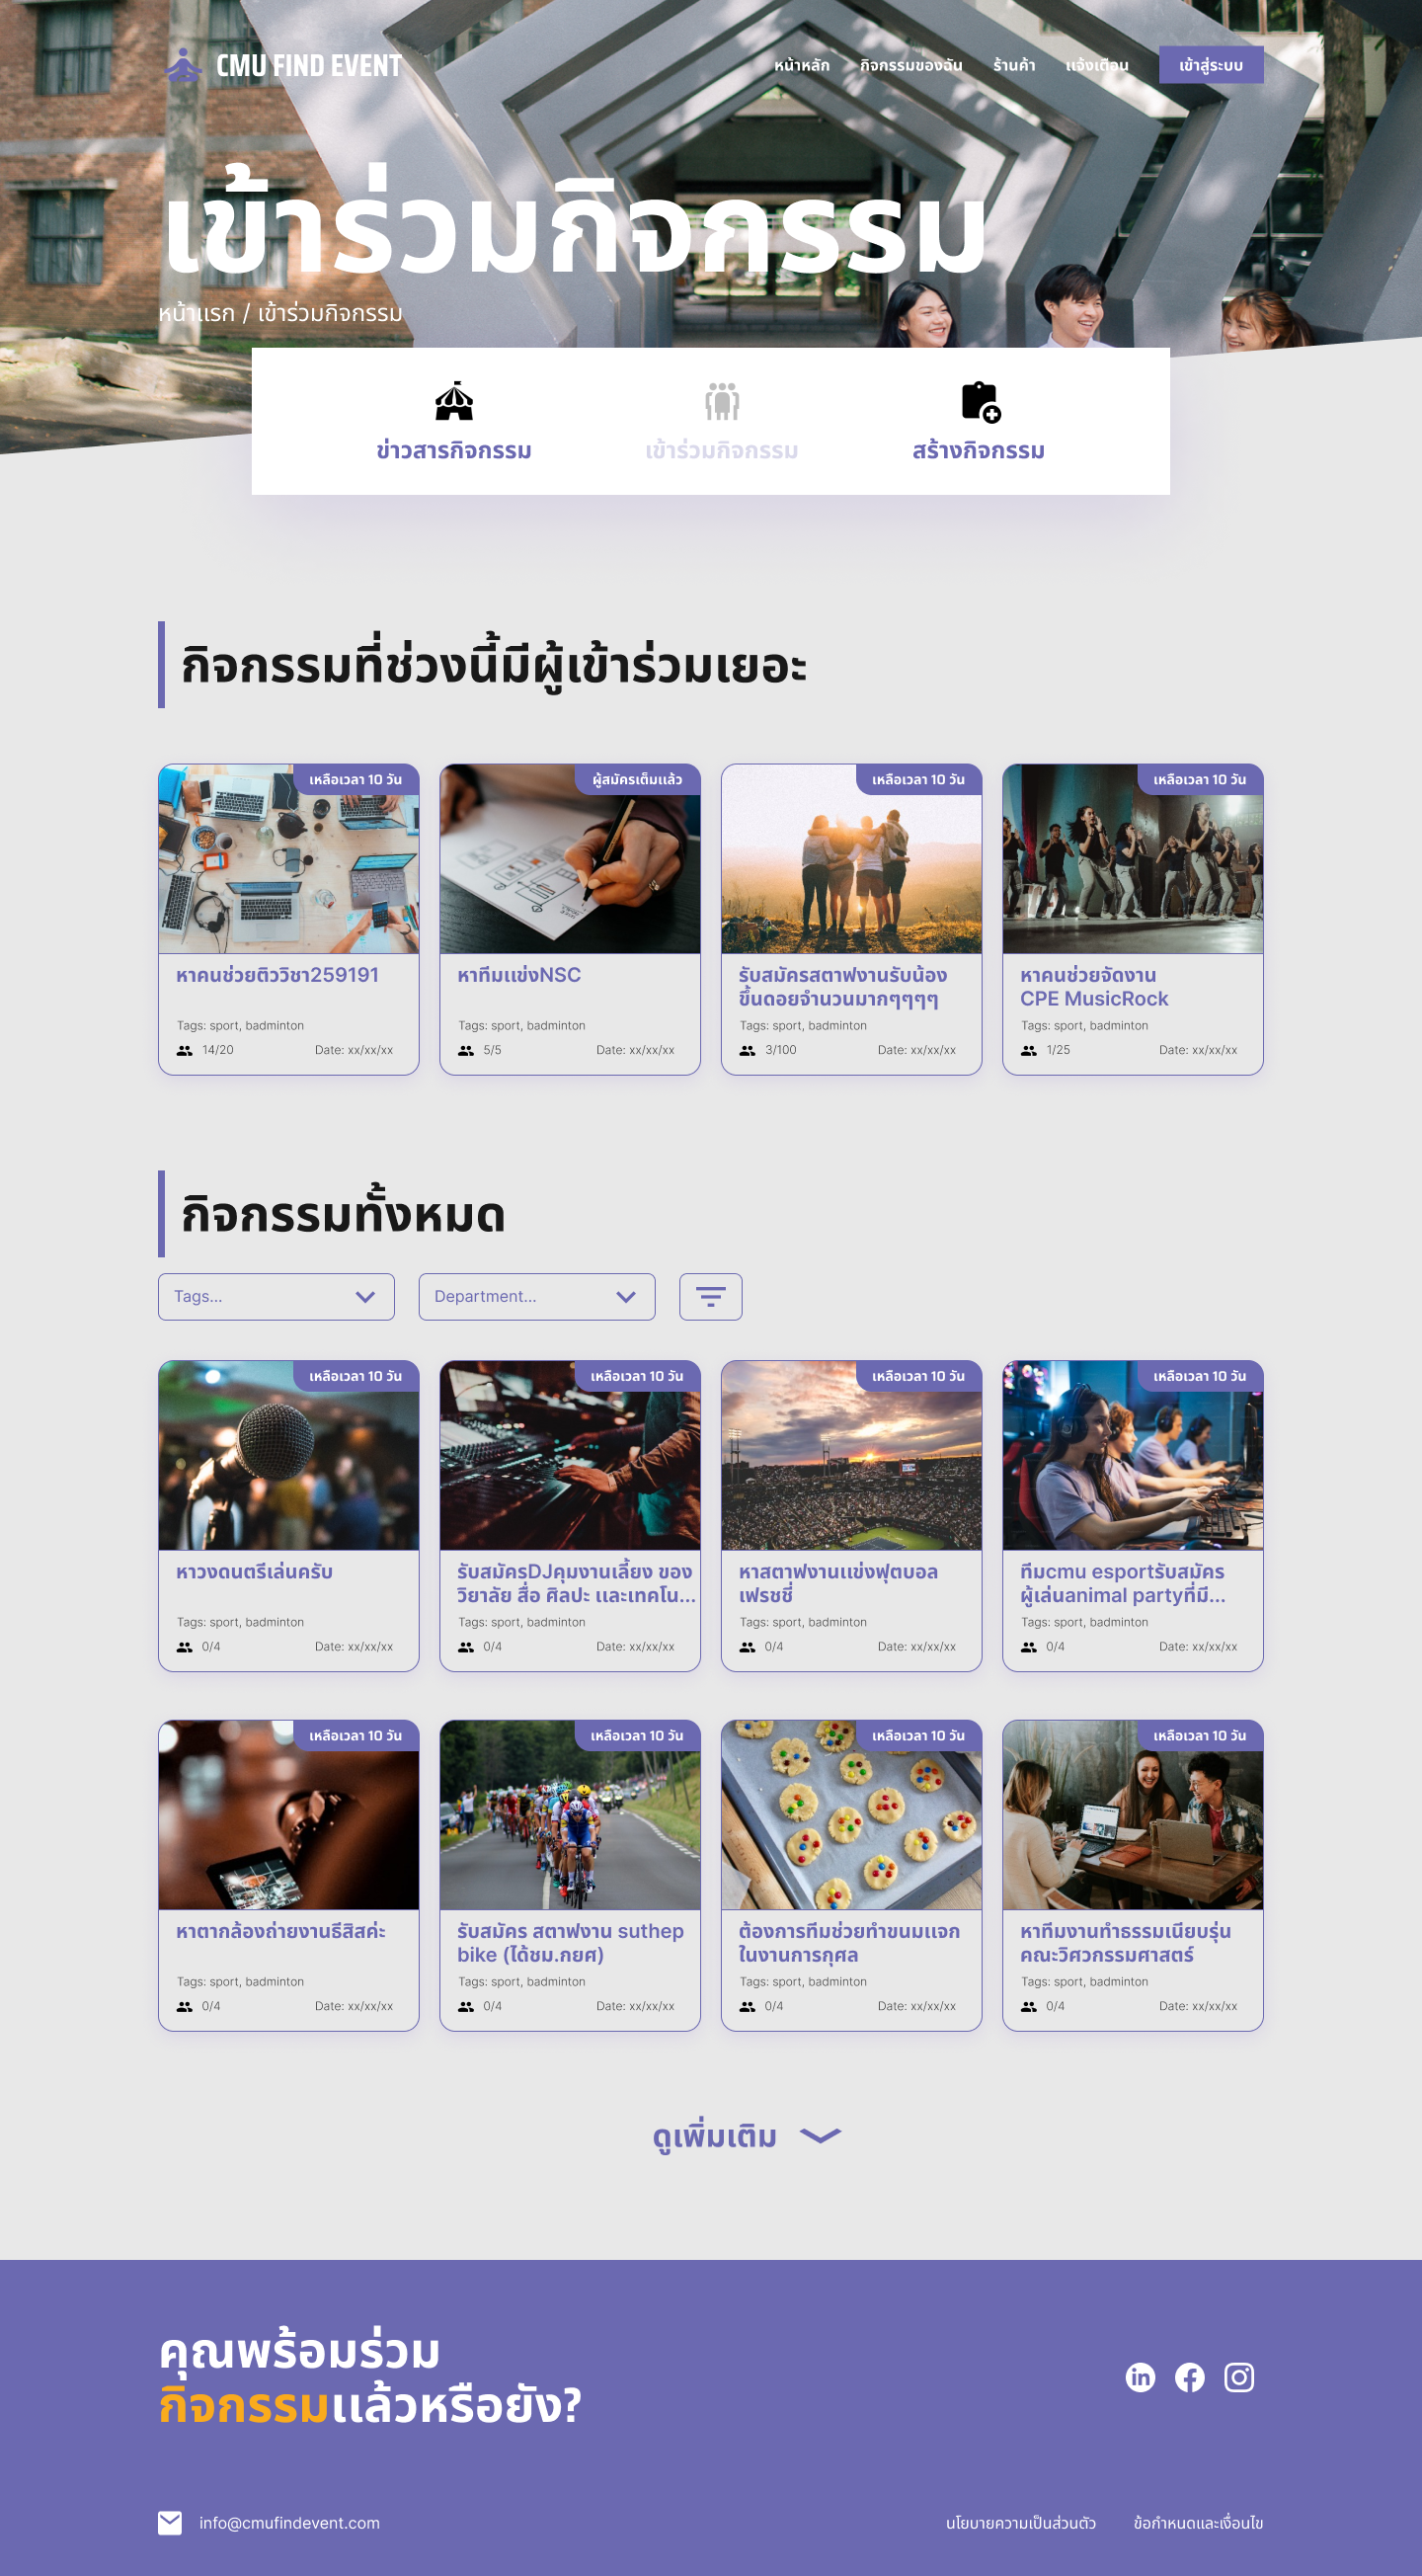 CMU FIND EVENT
หน้าหลัก
กิจกรรมของฉัน
ร้านค้า
แจ้งเตือน
เข้าสู่ระบบ
เข้าร่วมกิจกรรม
หน้าแรก / เข้าร่วมกิจกรรม
ข่าวสารกิจกรรม
เข้าร่วมกิจกรรม
สร้างกิจกรรม
กิจกรรมที่ช่วงนี้มีผู้เข้าร่วมเยอะ
เหลือเวลา 10 วัน
หาคนช่วยติววิชา259191
Tags: sport, badminton
14/20
Date: xx/xx/xx
ผู้สมัครเต็มแล้ว
หาทีมแข่งNSC
Tags: sport, badminton
5/5
Date: xx/xx/xx
เหลือเวลา 10 วัน
รับสมัครสตาฟงานรับน้อง
ขึ้นดอยจำนวนมากๆๆๆๆ
Tags: sport, badminton
3/100
Date: xx/xx/xx
เหลือเวลา 10 วัน
หาคนช่วยจัดงาน
CPE MusicRock
Tags: sport, badminton
1/25
Date: xx/xx/xx
กิจกรรมทั้งหมด
Tags...
Department...
เหลือเวลา 10 วัน
หาวงดนตรีเล่นครับ
Tags: sport, badminton
0/4
Date: xx/xx/xx
เหลือเวลา 10 วัน
รับสมัครDJคุมงานเลี้ยง ของ
วิยาลัย สื่อ ศิลปะ และเทคโน...
Tags: sport, badminton
0/4
Date: xx/xx/xx
เหลือเวลา 10 วัน
หาสตาฟงานแข่งฟุตบอล
เฟรชชี่
Tags: sport, badminton
0/4
Date: xx/xx/xx
เหลือเวลา 10 วัน
ทีมcmu esportรับสมัคร
ผู้เล่นanimal partyที่มี...
Tags: sport, badminton
0/4
Date: xx/xx/xx
เหลือเวลา 10 วัน
หาตากล้องถ่ายงานธีสิสค่ะ
Tags: sport, badminton
0/4
Date: xx/xx/xx
เหลือเวลา 10 วัน
รับสมัคร สตาฟงาน suthep
bike (ได้ชม.กยศ)
Tags: sport, badminton
0/4
Date: xx/xx/xx
เหลือเวลา 10 วัน
ต้องการทีมช่วยทำขนมแจก
ในงานการกุศล
Tags: sport, badminton
0/4
Date: xx/xx/xx
เหลือเวลา 10 วัน
หาทีมงานทำธรรมเนียบรุ่น
คณะวิศวกรรมศาสตร์
Tags: sport, badminton
0/4
Date: xx/xx/xx
ดูเพิ่มเติม
คุณพร้อมร่วม
กิจกรรมแล้วหรือยัง?
info@cmufindevent.com
นโยบายความเป็นส่วนตัว
ข้อกำหนดและเงื่อนไข